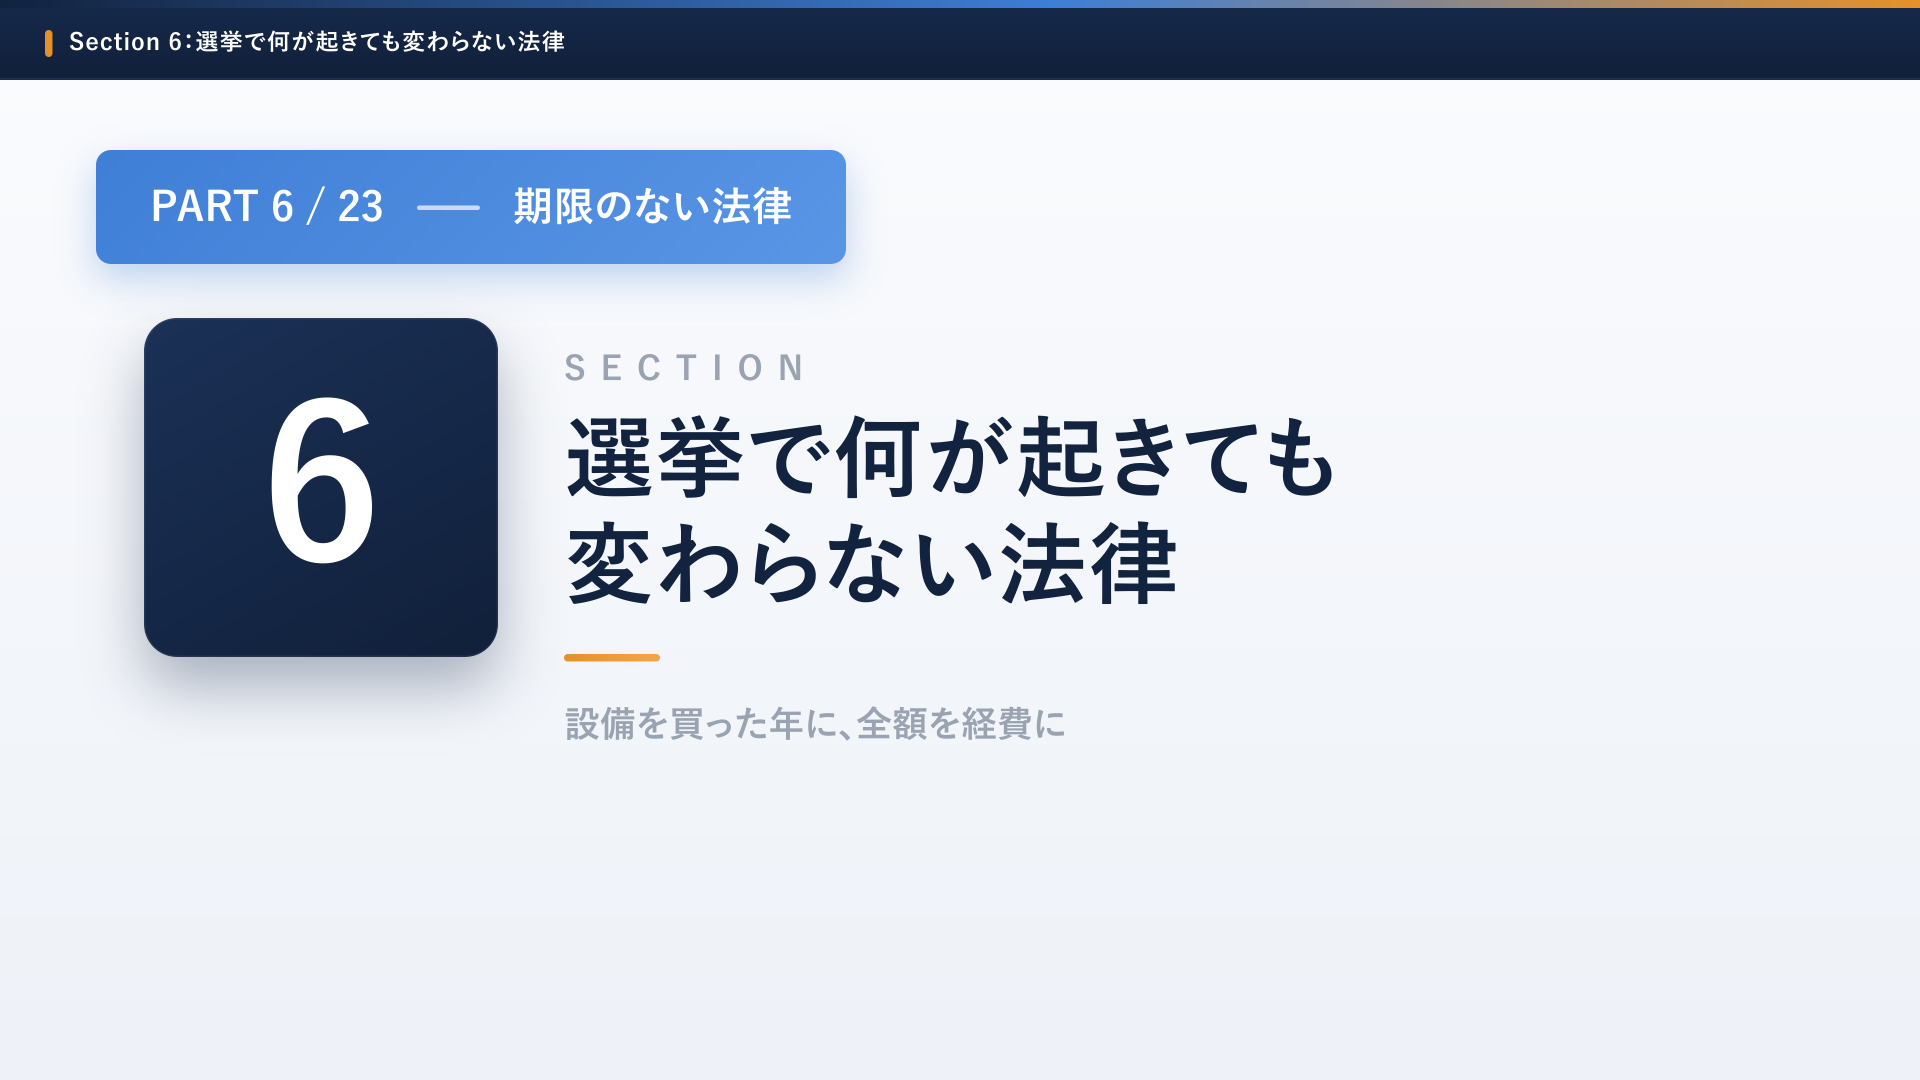 Section 6：選挙で何が起きても変わらない法律
PART 6 / 23 — 期限のない法律
6
SECTION
選挙で何が起きても
変わらない法律
設備を買った年に、全額を経費に